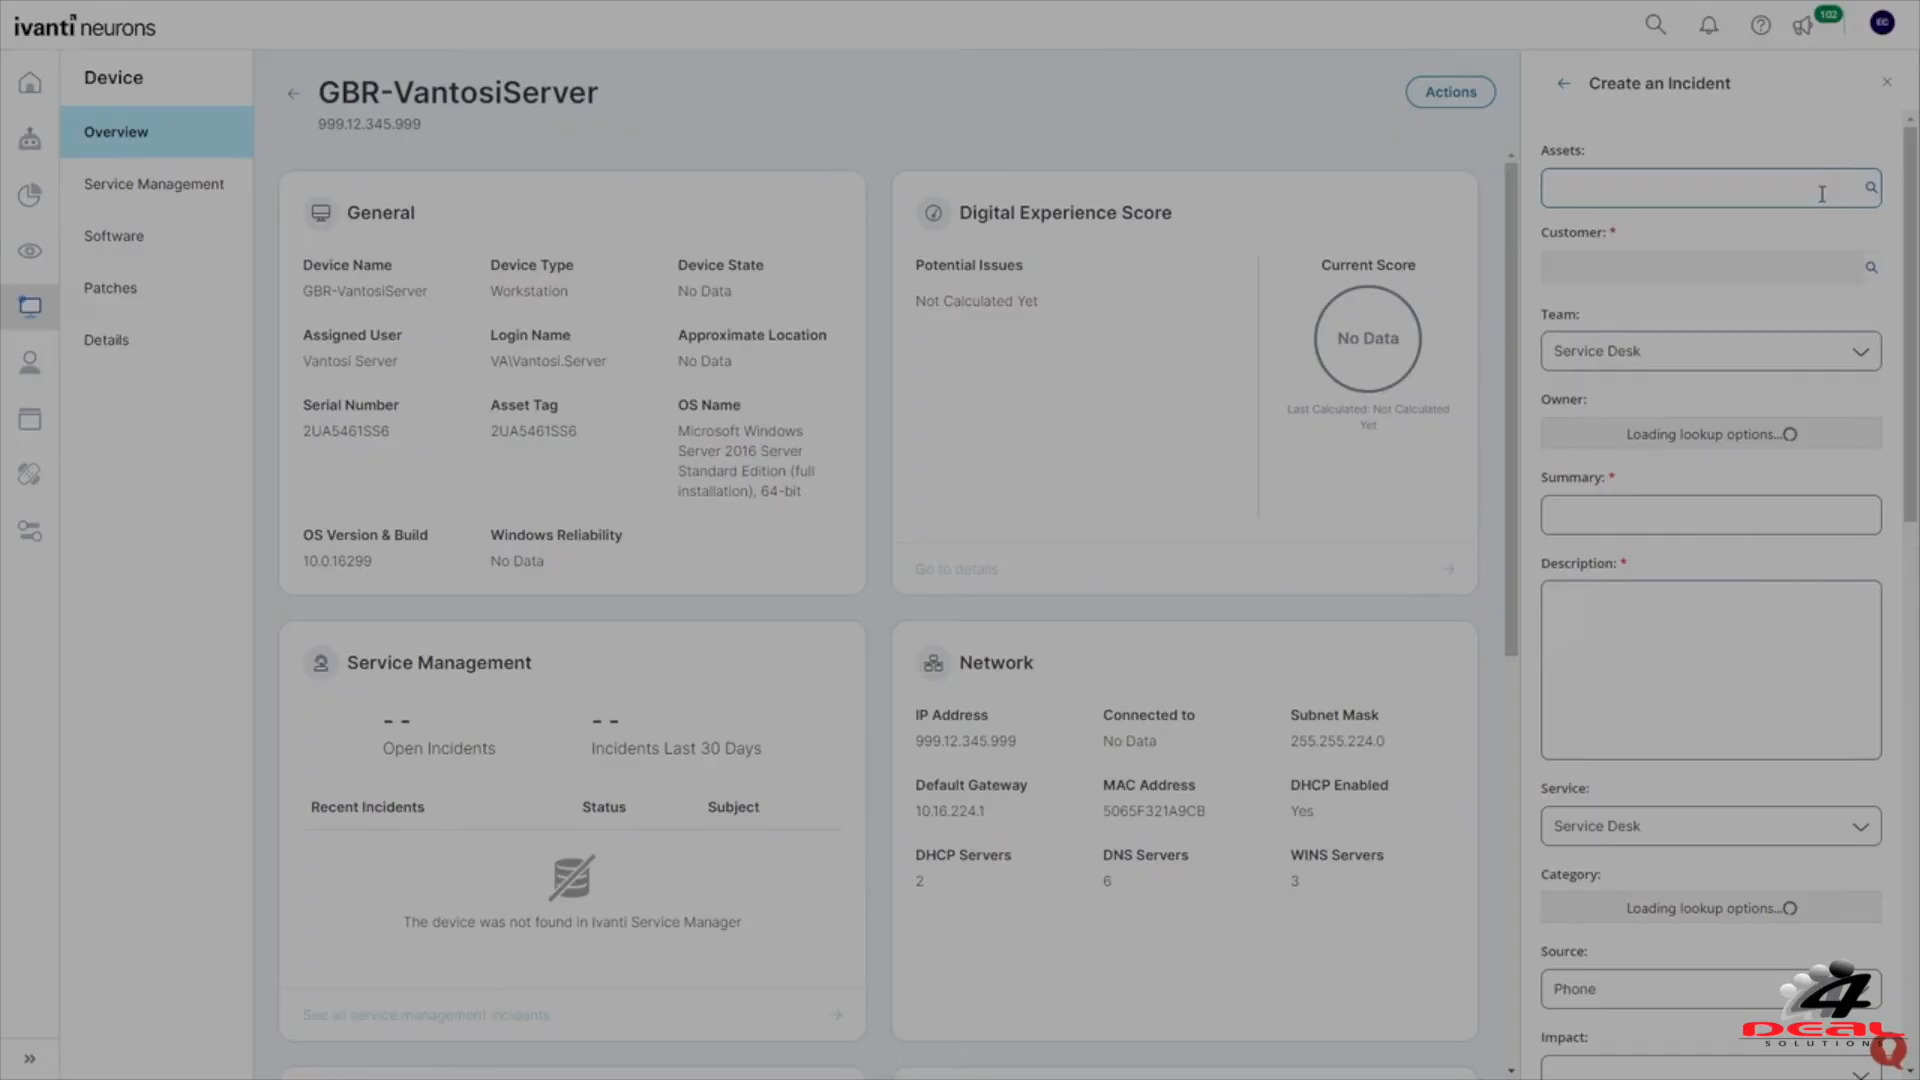 ivanti neurons
102
EC
Device
Overview
Service Management
Software
Patches
Details
GBR-VantosiServer
999.12.345.999
Actions
General
Device Name
GBR-VantosiServer
Device Type
Workstation
Device State
No Data
Assigned User
Vantosi Server
Login Name
VA\Vantosi.Server
Approximate Location
No Data
Serial Number
2UA5461SS6
Asset Tag
2UA5461SS6
OS Name
Microsoft Windows
Server 2016 Server
Standard Edition (full
installation), 64-bit
OS Version & Build
10.0.16299
Windows Reliability
No Data
Digital Experience Score
Potential Issues
Not Calculated Yet
Current Score
No Data
Last Calculated: Not Calculated
Yet
Go to details
Service Management
- -
Open Incidents
- -
Incidents Last 30 Days
Recent Incidents
Status
Subject
The device was not found in Ivanti Service Manager
See all service management incidents
Network
IP Address
999.12.345.999
Connected to
No Data
Subnet Mask
255.255.224.0
Default Gateway
10.16.224.1
MAC Address
5065F321A9CB
DHCP Enabled
Yes
DHCP Servers
2
DNS Servers
6
WINS Servers
3
Create an Incident
Assets:
Customer: *
Team:
Service Desk
Owner:
Loading lookup options...
Summary: *
Description: *
Service:
Service Desk
Category:
Loading lookup options...
Source:
Phone
Impact:
4
DEAL
SOLUTIONS